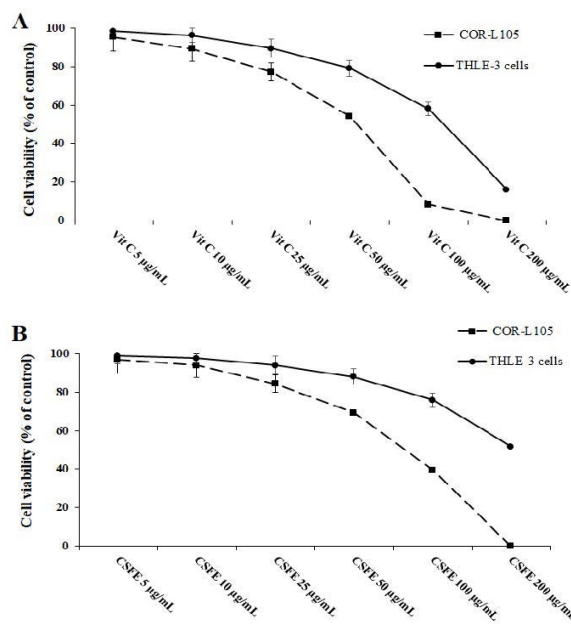 A
100
80
60
40
20
0
Cell viability (% of control)
COR-L105
THLE-3 cells
Vit C 5 µg/mL
Vit C 10 µg/mL
Vit C 25 µg/mL
Vit C 50 µg/mL
Vit C 100 µg/mL
Vit C 200 µg/mL
B
100
80
60
40
20
0
Cell viability (% of control)
COR-L105
THLE 3 cells
CSFE 5 µg/mL
CSFE 10 µg/mL
CSFE 25 µg/mL
CSFE 50 µg/mL
CSFE 100 µg/mL
CSFE 200 µg/mL